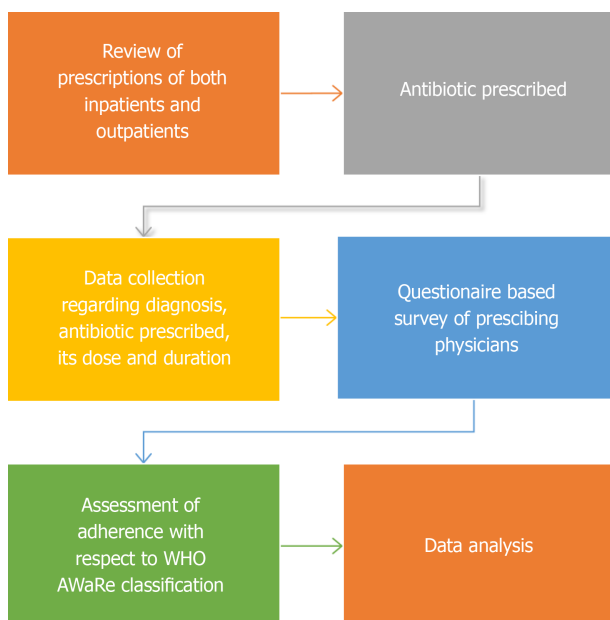 Review of
prescriptions of both
inpatients and
outpatients
Antibiotic prescribed
Data collection
regarding diagnosis,
antibiotic prescribed,
its dose and duration
Questionaire based
survey of prescibing
physicians
Assessment of
adherence with
respect to WHO
AWaRe classification
Data analysis